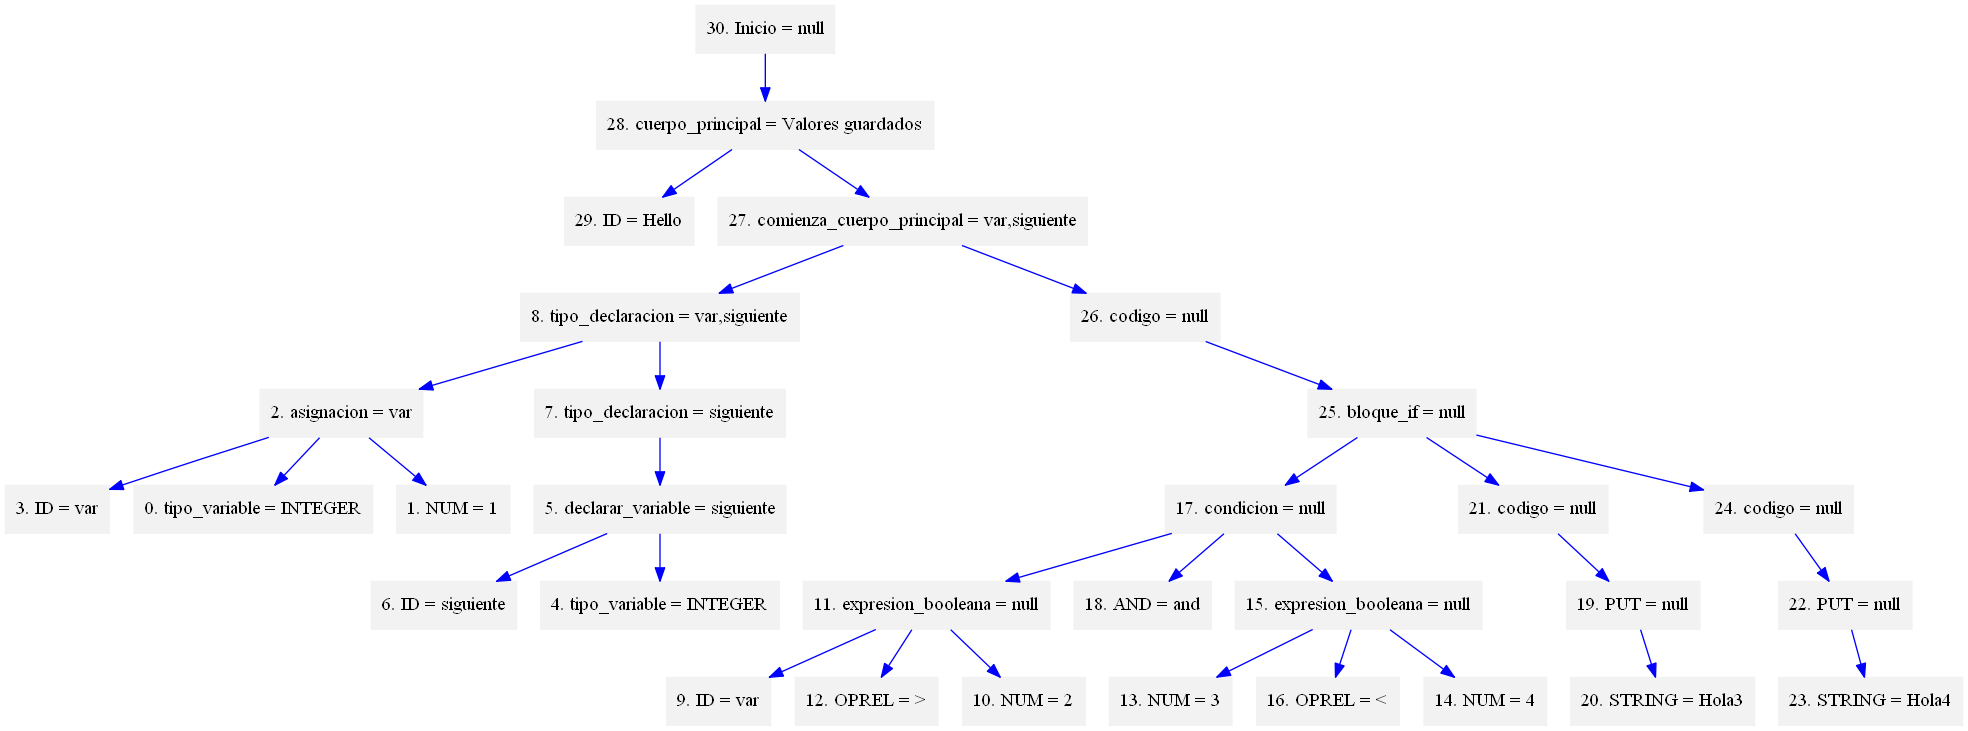 30. Inicio = null
28. cuerpo_principal = Valores guardados
29. ID = Hello
27. comienza_cuerpo_principal = var,siguiente
8. tipo_declaracion = var,siguiente
26. codigo = null
2. asignacion = var
7. tipo_declaracion = siguiente
25. bloque_if = null
3. ID = var
0. tipo_variable = INTEGER
1. NUM = 1
5. declarar_variable = siguiente
17. condicion = null
21. codigo = null
24. codigo = null
6. ID = siguiente
4. tipo_variable = INTEGER
11. expresion_booleana = null
18. AND = and
15. expresion_booleana = null
19. PUT = null
22. PUT = null
9. ID = var
12. OPREL = >
10. NUM = 2
13. NUM = 3
16. OPREL = <
14. NUM = 4
20. STRING = Hola3
23. STRING = Hola4